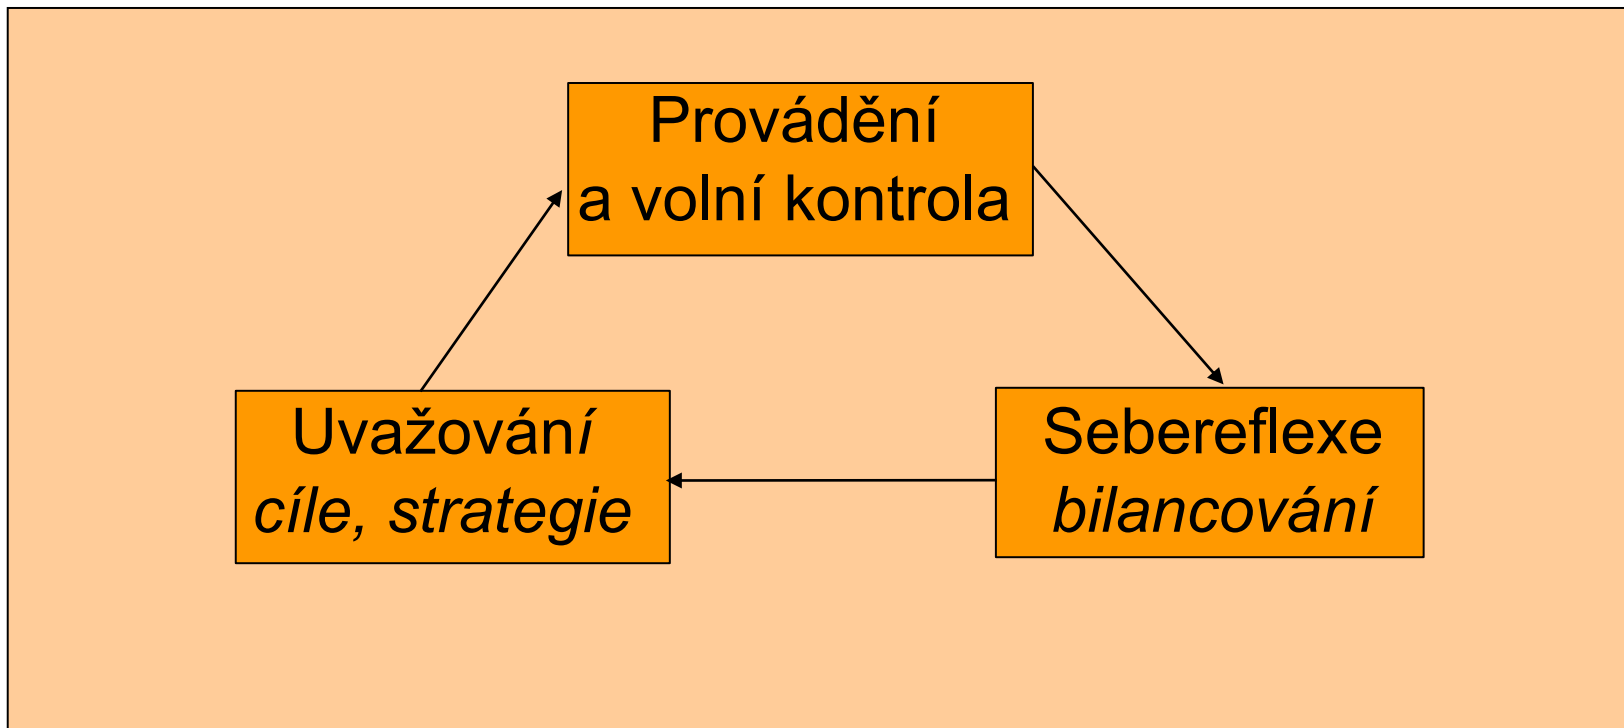 Provádění
a volní kontrola
Uvažování
cíle, strategie
Sebereflexe
bilancování